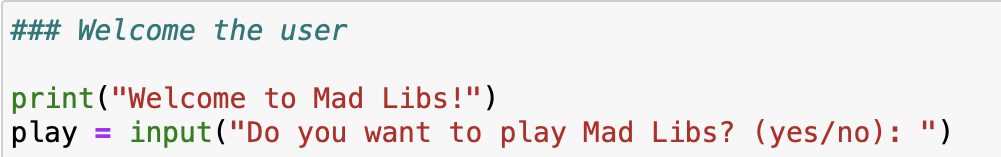 ### Welcome the user
print("Welcome to Mad Libs!")
play = input("Do you want to play Mad Libs? (yes/no): ")